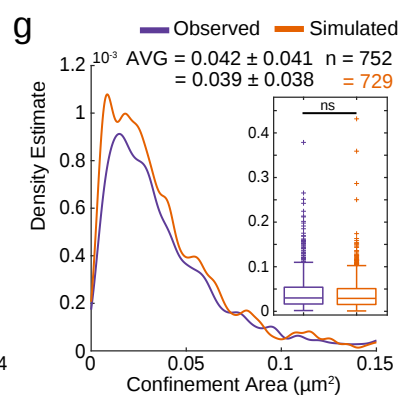 g
Observed Simulated
10⁻³ AVG = 0.042 ± 0.041 n = 752
= 0.039 ± 0.038 = 729
1.2
1
0.8
0.6
0.4
0.2
0
Density Estimate
ns
0.4
0.3
0.2
0.1
0.05
0
4
0 0.05 0.1 0.15
Confinement Area (µm²)